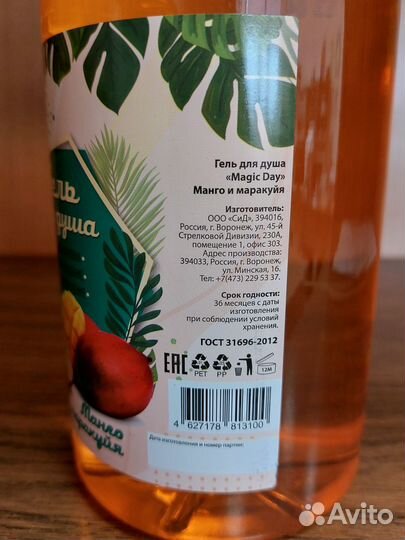 ель
душа
Гель для душа
«Magic Day»
Манго и маракуйя
Изготовитель:
ООО «СиД», 394016,
Россия, г. Воронеж, ул. 45-й
Стрелковой Дивизии, 230А,
помещение 1, офис 303.
Адрес производства:
394033, Россия, г. Воронеж,
ул. Минская, 16.
Тел: +7(473) 229 53 37.
Срок годности:
36 месяцев с даты
изготовления
при соблюдении условий
хранения.
ГОСТ 31696-2012
EAC PET PP 12M
4 627178 813100
Дата изготовления и номер партии:
Манго
ракуйя
Avito